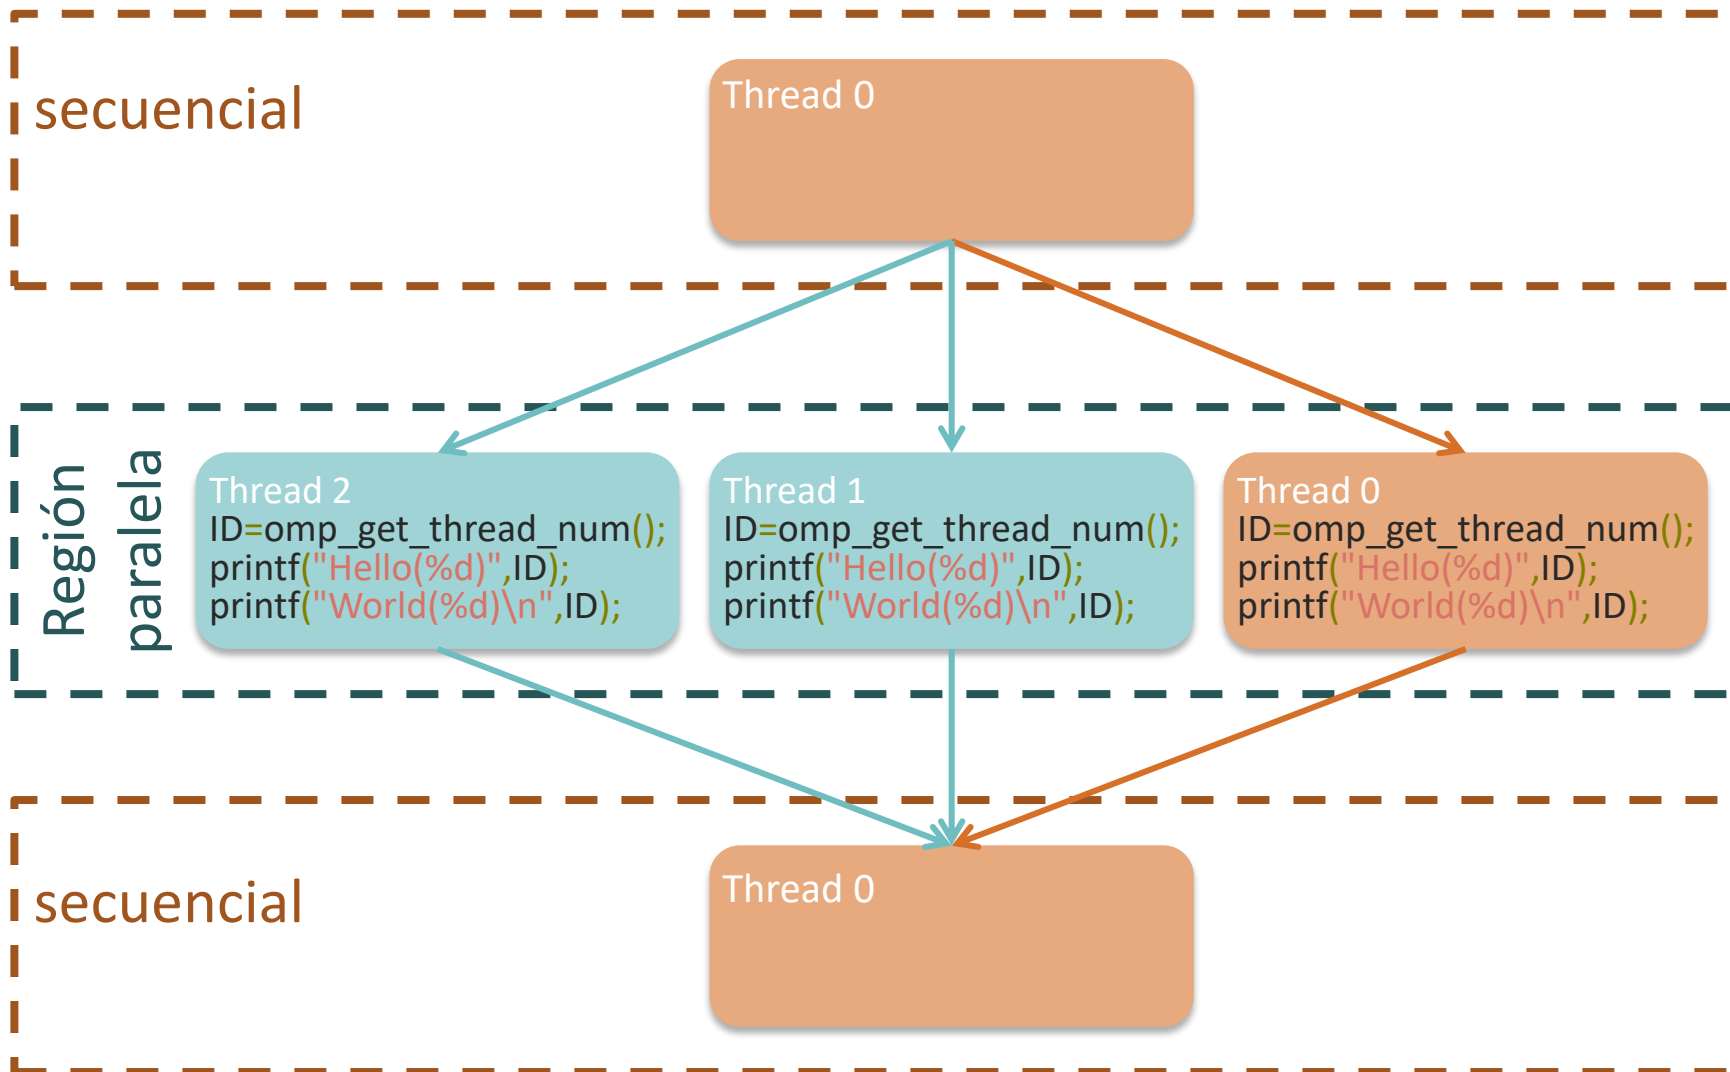 secuencial
Thread 0
Región
paralela
Thread 2
ID=omp_get_thread_num();
printf("Hello(%d)",ID);
printf("World(%d)\n",ID);
Thread 1
ID=omp_get_thread_num();
printf("Hello(%d)",ID);
printf("World(%d)\n",ID);
Thread 0
ID=omp_get_thread_num();
printf("Hello(%d)",ID);
printf("World(%d)\n",ID);
secuencial
Thread 0